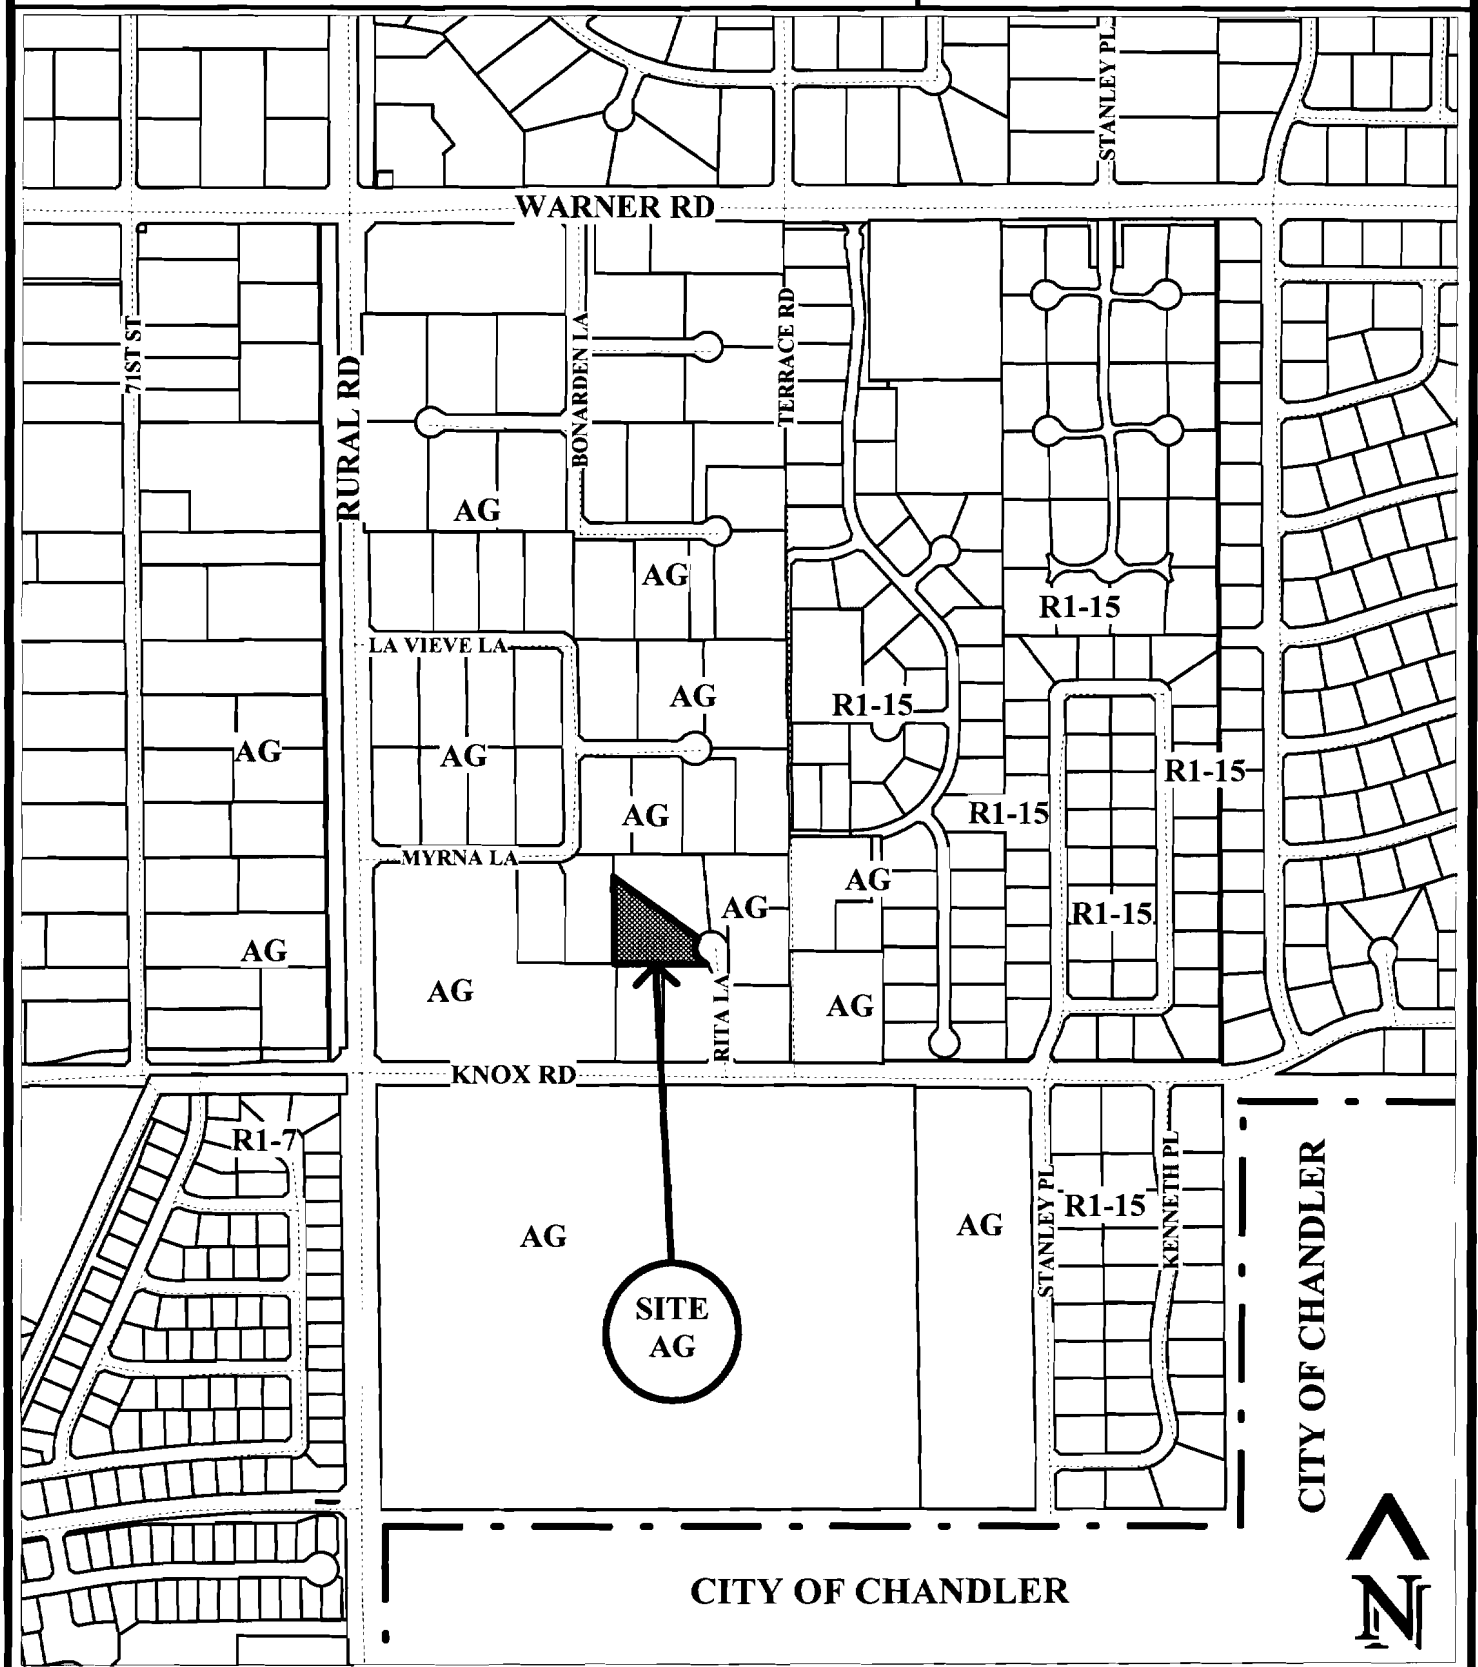 STANLEY PL
WARNER RD
71ST ST
RURAL RD
BONARDEN LA
TERRACE RD
AG
AG
R1-15
LA VIEVE LA
AG
R1-15
AG
AG
R1-15
AG
R1-15
MYRNA LA
AG
AG
R1-15
AG
AG
AG
RITA LA
KNOX RD
R1-7
STANLEY PL
R1-15
KENNETH PL
AG
AG
SITE
AG
CITY OF CHANDLER
CITY OF CHANDLER
N